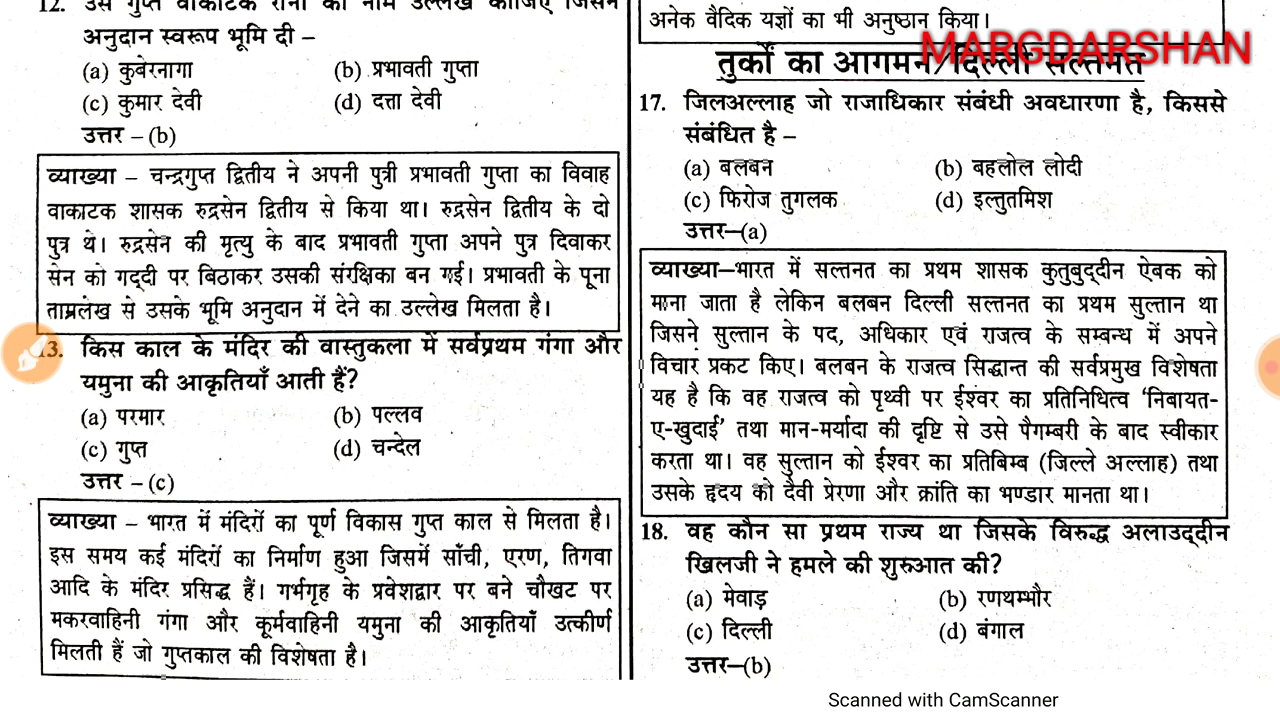 12. उस गुप्त वाकाटक रानी का नाम उल्लेख कीजिए जिसने
अनुदान स्वरूप भूमि दी –
(a) कुवेरनागा (b) प्रभावती गुप्ता
(c) कुमार देवी (d) दत्ता देवी
उत्तर – (b)
व्याख्या – चन्द्रगुप्त द्वितीय ने अपनी पुत्री प्रभावती गुप्ता का विवाह
वाकाटक शासक रुद्रसेन द्वितीय से किया था। रुद्रसेन द्वितीय के दो
पुत्र थे। रुद्रसेन की मृत्यु के बाद प्रभावती गुप्ता अपने पुत्र दिवाकर
सेन को गद्दी पर बिठाकर उसकी संरक्षिका बन गई। प्रभावती के पूना
ताम्रलेख से उसके भूमि अनुदान में देने का उल्लेख मिलता है।
13. किस काल के मंदिर की वास्तुकला में सर्वप्रथम गंगा और
यमुना की आकृतियाँ आती हैं?
(a) परमार (b) पल्लव
(c) गुप्त (d) चन्देल
उत्तर – (c)
व्याख्या – भारत में मंदिरों का पूर्ण विकास गुप्त काल से मिलता है।
इस समय कई मंदिरों का निर्माण हुआ जिसमें साँची, एरण, तिगवा
आदि के मंदिर प्रसिद्ध हैं। गर्भगृह के प्रवेशद्वार पर बने चौखट पर
मकरवाहिनी गंगा और कूर्मवाहिनी यमुना की आकृतियाँ उत्कीर्ण
मिलती हैं जो गुप्तकाल की विशेषता है।
अनेक वैदिक यज्ञों का भी अनुष्ठान किया।
MARGDARSHAN
तुर्कों का आगमन/दिल्ली सल्तनत
17. जिलअल्लाह जो राजाधिकार संबंधी अवधारणा है, किससे
संबंधित है –
(a) बलबन (b) बहलोल लोदी
(c) फिरोज तुगलक (d) इल्तुतमिश
उत्तर–(a)
व्याख्या–भारत में सल्तनत का प्रथम शासक कुतुबुद्दीन ऐबक को
माना जाता है लेकिन बलबन दिल्ली सल्तनत का प्रथम सुल्तान था
जिसने सुल्तान के पद, अधिकार एवं राजत्व के सम्बन्ध में अपने
विचार प्रकट किए। बलबन के राजत्व सिद्धान्त की सर्वप्रमुख विशेषता
यह है कि वह राजत्व को पृथ्वी पर ईश्वर का प्रतिनिधित्व ‘निबायत-
ए-खुदाई’ तथा मान-मर्यादा की दृष्टि से उसे पैगम्बरी के बाद स्वीकार
करता था। वह सुल्तान को ईश्वर का प्रतिबिम्ब (जिल्ले अल्लाह) तथा
उसके हृदय को दैवी प्रेरणा और क्रांति का भण्डार मानता था।
18. वह कौन सा प्रथम राज्य था जिसके विरुद्ध अलाउद्दीन
खिलजी ने हमले की शुरुआत की?
(a) मेवाड़ (b) रणथम्भौर
(c) दिल्ली (d) बंगाल
उत्तर–(b)
Scanned with CamScanner